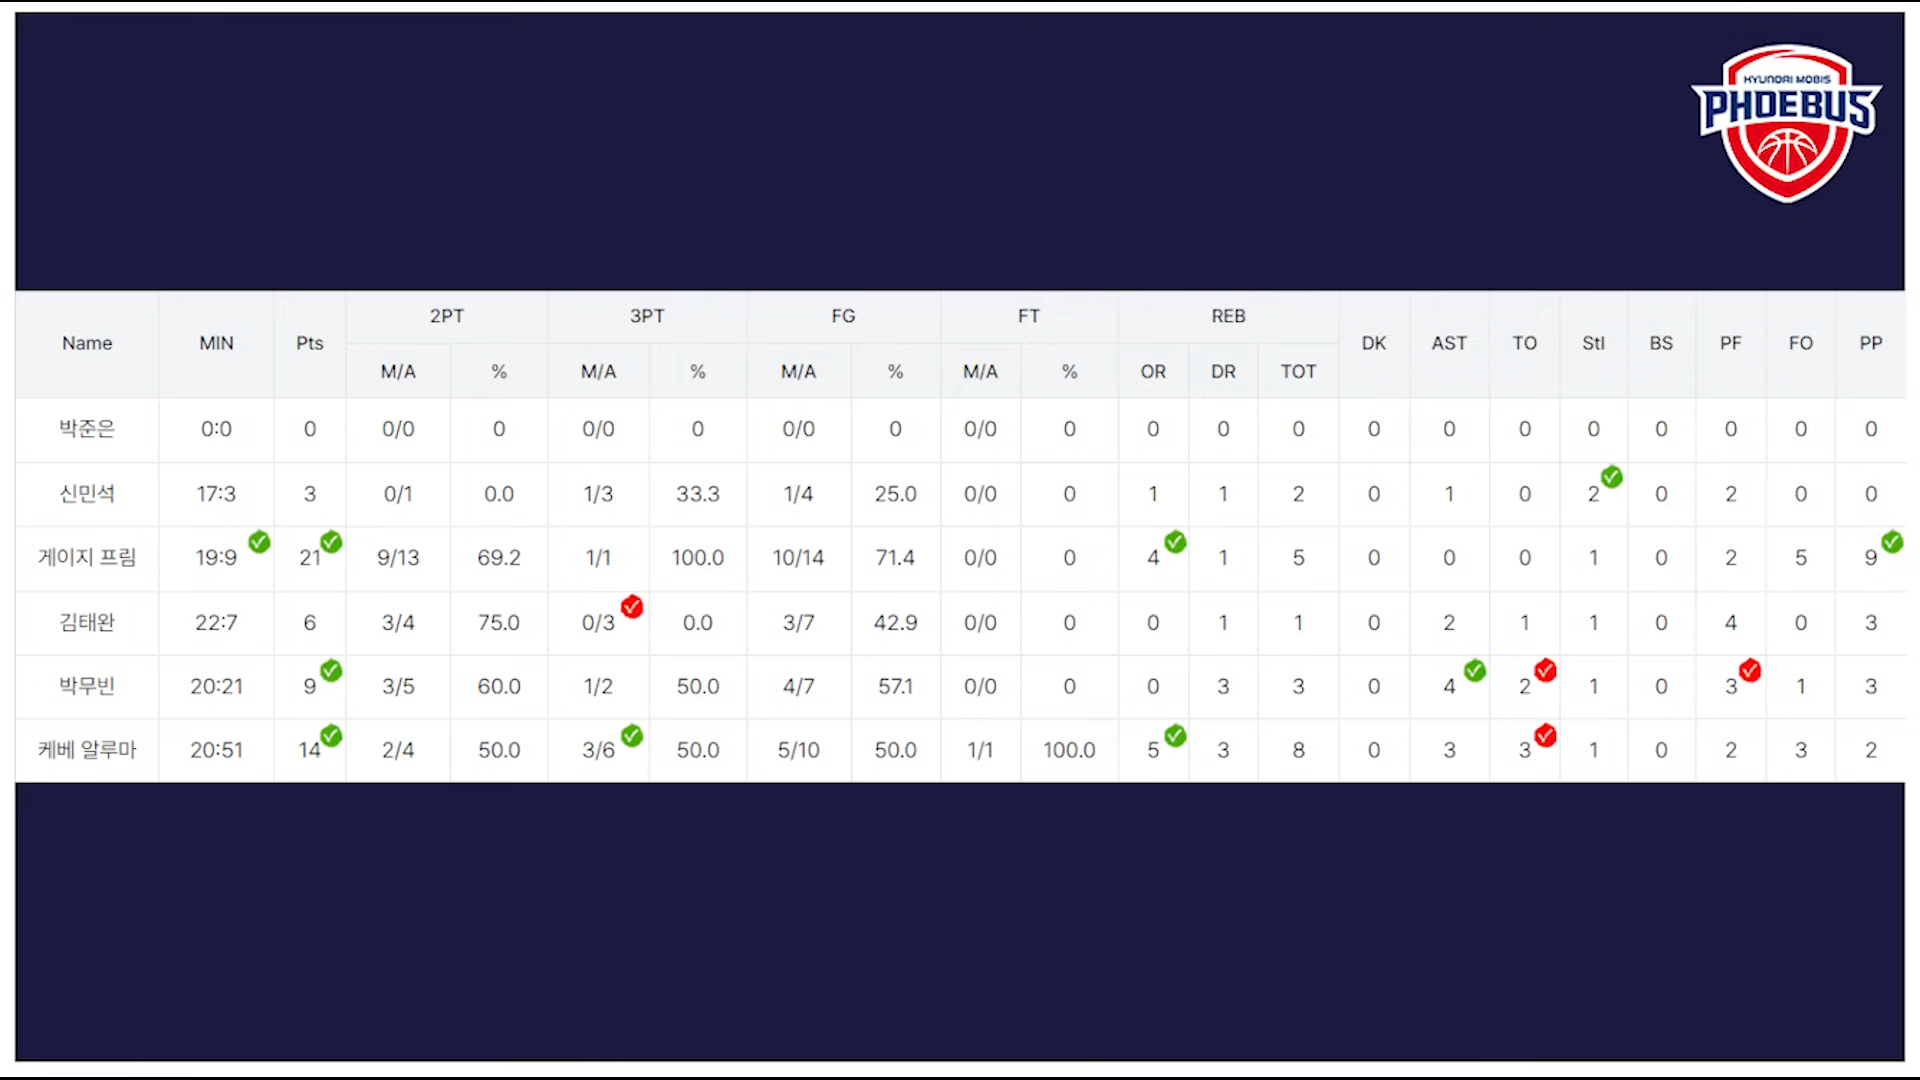 HYUNDAI MOBIS
PHOEBUS
Name MIN Pts 2PT 3PT FG FT REB DK AST TO Stl BS PF FO PP
M/A % M/A % M/A % M/A % OR DR TOT
박준은 0:0 0 0/0 0 0/0 0 0/0 0 0/0 0 0 0 0 0 0 0 0 0 0 0 0
신민석 17:3 3 0/1 0.0 1/3 33.3 1/4 25.0 0/0 0 1 1 2 0 1 0 2 0 2 0 0
게이지 프림 19:9 21 9/13 69.2 1/1 100.0 10/14 71.4 0/0 0 4 1 5 0 0 0 1 0 2 5 9
김태완 22:7 6 3/4 75.0 0/3 0.0 3/7 42.9 0/0 0 0 1 1 0 2 1 1 0 4 0 3
박무빈 20:21 9 3/5 60.0 1/2 50.0 4/7 57.1 0/0 0 0 3 3 0 4 2 1 0 3 1 3
케베 알루마 20:51 14 2/4 50.0 3/6 50.0 5/10 50.0 1/1 100.0 5 3 8 0 3 3 1 0 2 3 2